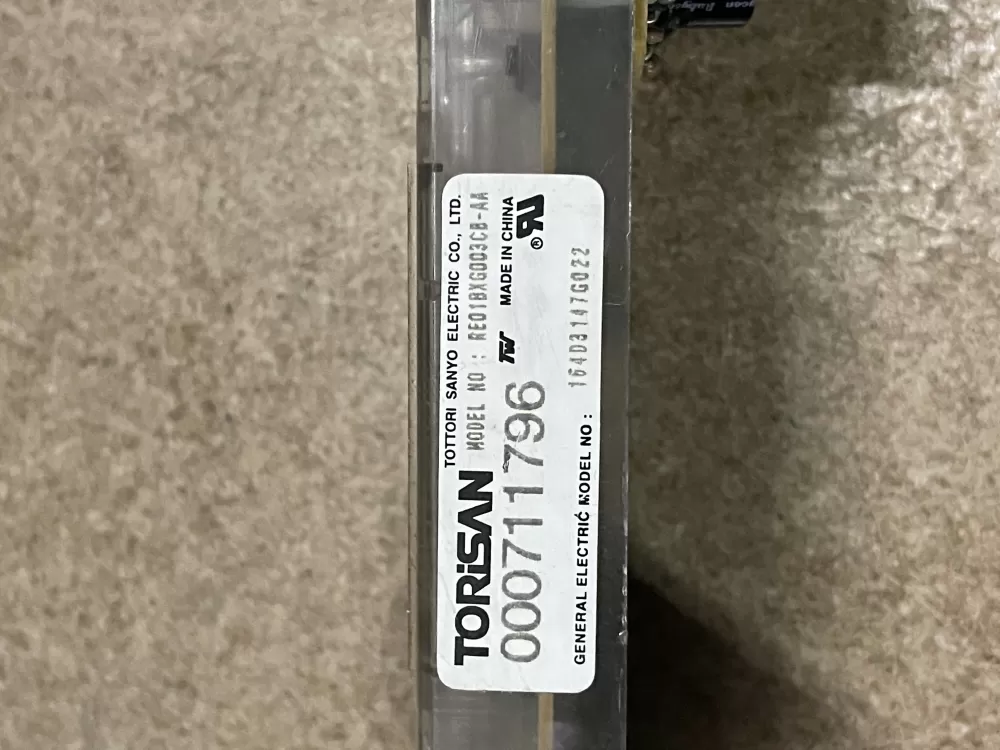 TOTTORI SANYO ELECTRIC CO., LTD.
TORiSAN MODEL NO : RE01BXG003CB-AA
000711796 MADE IN CHINA
®
GENERAL ELECTRIC MODEL NO : 164D3147G022